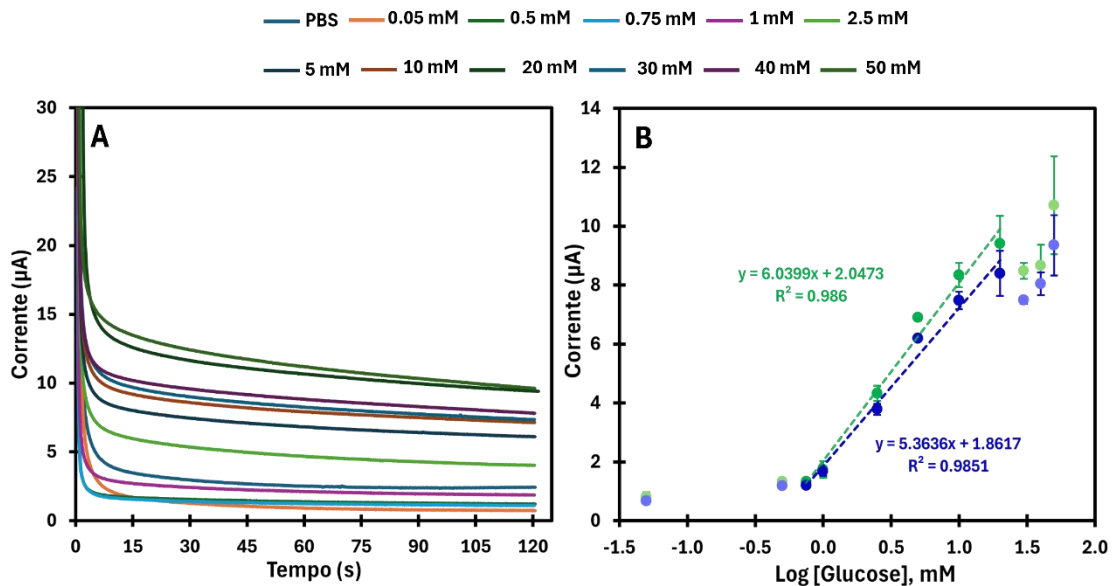 PBS 0.05 mM 0.5 mM 0.75 mM 1 mM 2.5 mM
5 mM 10 mM 20 mM 30 mM 40 mM 50 mM
A
30
25
20
15
10
5
0
Corrente (µA)
0 15 30 45 60 75 90 105 120
Tempo (s)
B
14
12
10
8
6
4
2
0
Corrente (µA)
y = 6.0399x + 2.0473
R² = 0.986
y = 5.3636x + 1.8617
R² = 0.9851
-1.5 -1.0 -0.5 0.0 0.5 1.0 1.5 2.0
Log [Glucose], mM